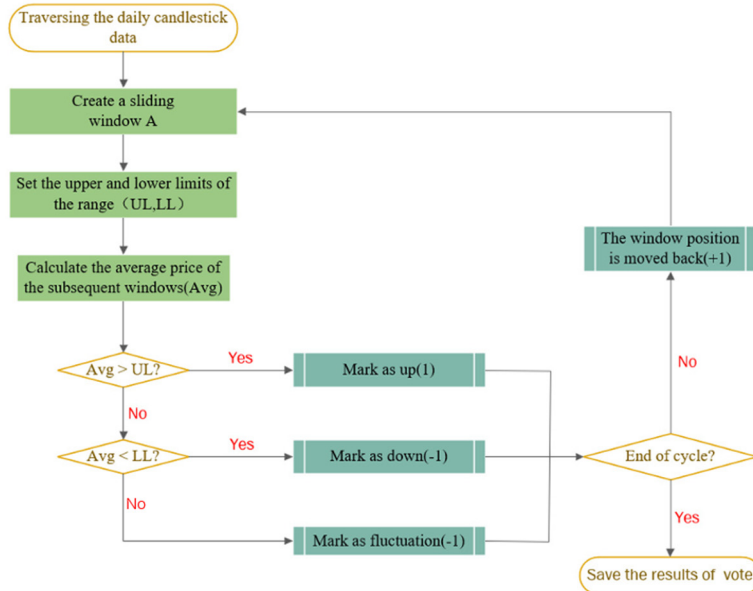 Traversing the daily candlestick
data
Create a sliding
window A
Set the upper and lower limits of
the range（UL,LL）
The window position
is moved back(+1)
Calculate the average price of
the subsequent windows(Avg)
Avg > UL?
Yes
Mark as up(1)
No
No
Avg < LL?
Yes
Mark as down(-1)
End of cycle?
No
Yes
Mark as fluctuation(-1)
Save the results of vote